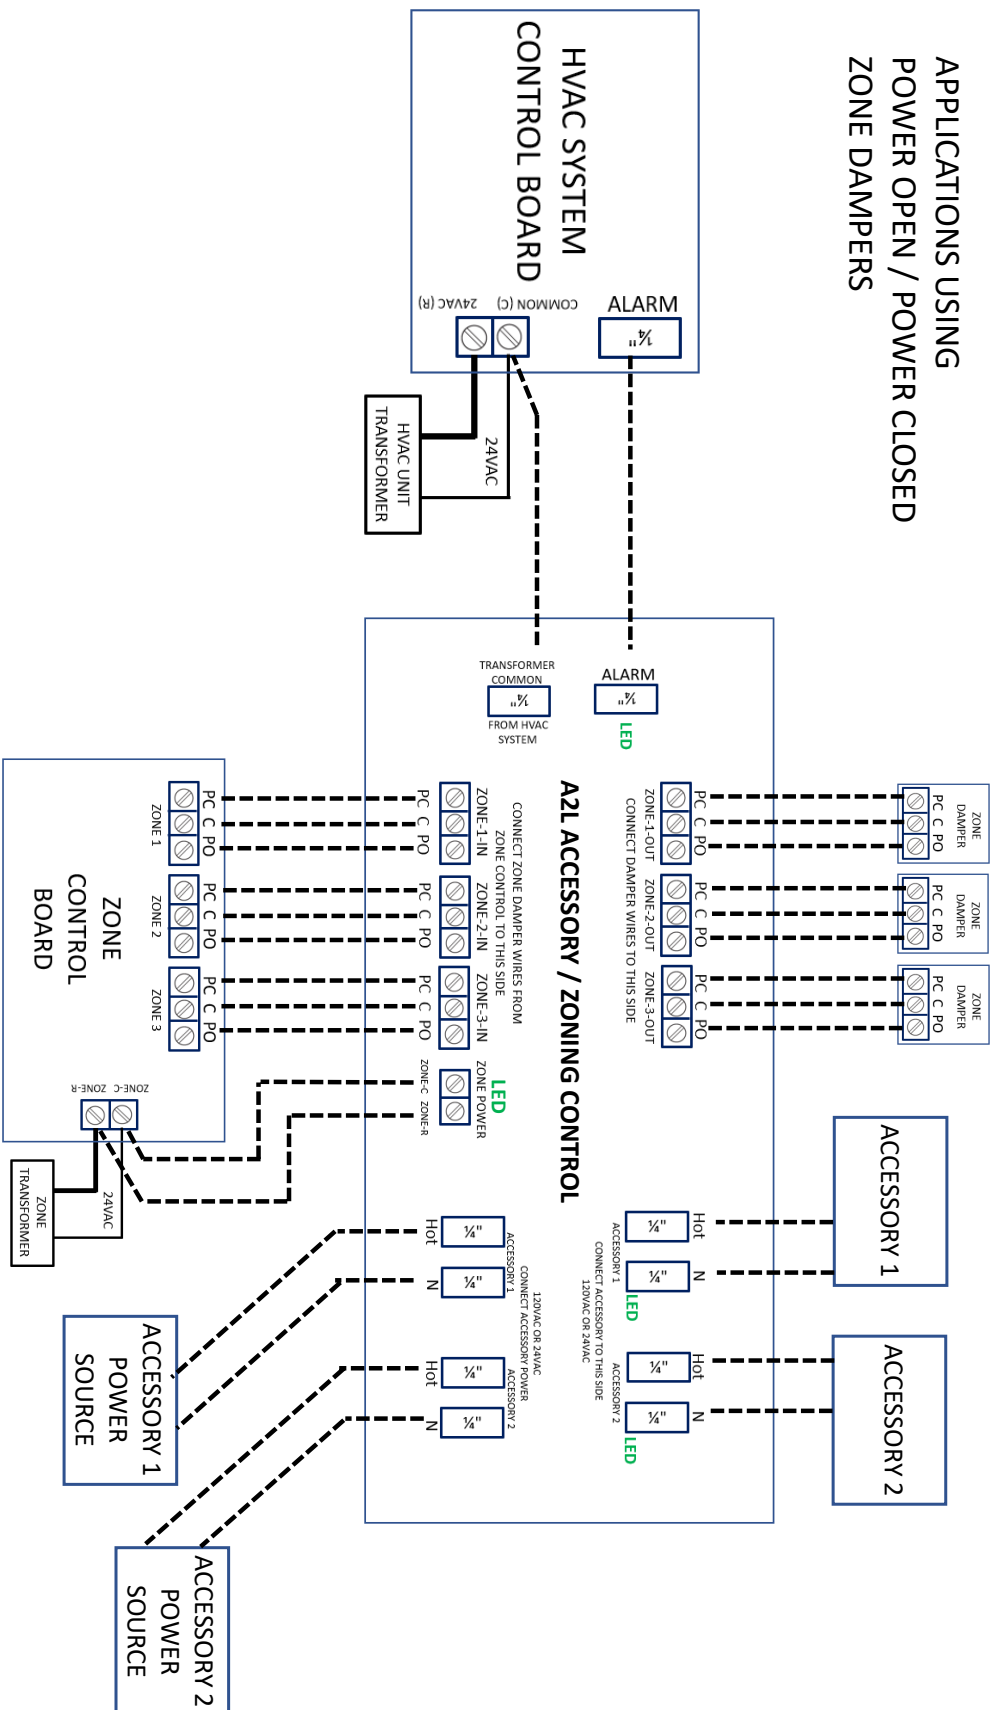 APPLICATIONS USING
POWER OPEN / POWER CLOSED
ZONE DAMPERS
HVAC SYSTEM
CONTROL BOARD
ALARM
¼"
COMMON (C)
24VAC (R)
24VAC
HVAC UNIT
TRANSFORMER
ALARM
¼"
LED
TRANSFORMER
COMMON
¼"
FROM HVAC
SYSTEM
A2L ACCESSORY / ZONING CONTROL
ZONE
DAMPER
PC C PO
ZONE
DAMPER
PC C PO
ZONE
DAMPER
PC C PO
PC C PO
PC C PO
PC C PO
ZONE-1-OUT
ZONE-2-OUT
ZONE-3-OUT
CONNECT DAMPER WIRES TO THIS SIDE
CONNECT ZONE DAMPER WIRES FROM
ZONE CONTROL TO THIS SIDE
ZONE-1-IN
ZONE-2-IN
ZONE-3-IN
PC C PO
PC C PO
PC C PO
LED
ZONE POWER
ZONE-C
ZONE-R
PC C PO
PC C PO
PC C PO
ZONE 1
ZONE 2
ZONE 3
ZONE
CONTROL
BOARD
ZONE-C
ZONE-R
24VAC
ZONE
TRANSFORMER
ACCESSORY 1
ACCESSORY 2
Hot
N
Hot
N
¼"
¼"
¼"
¼"
ACCESSORY 1
LED
ACCESSORY 2
LED
CONNECT ACCESSORY TO THIS SIDE
120VAC OR 24VAC
120VAC OR 24VAC
CONNECT ACCESSORY POWER
ACCESSORY 1
ACCESSORY 2
¼"
¼"
¼"
¼"
Hot
N
Hot
N
ACCESSORY 1
POWER
SOURCE
ACCESSORY 2
POWER
SOURCE